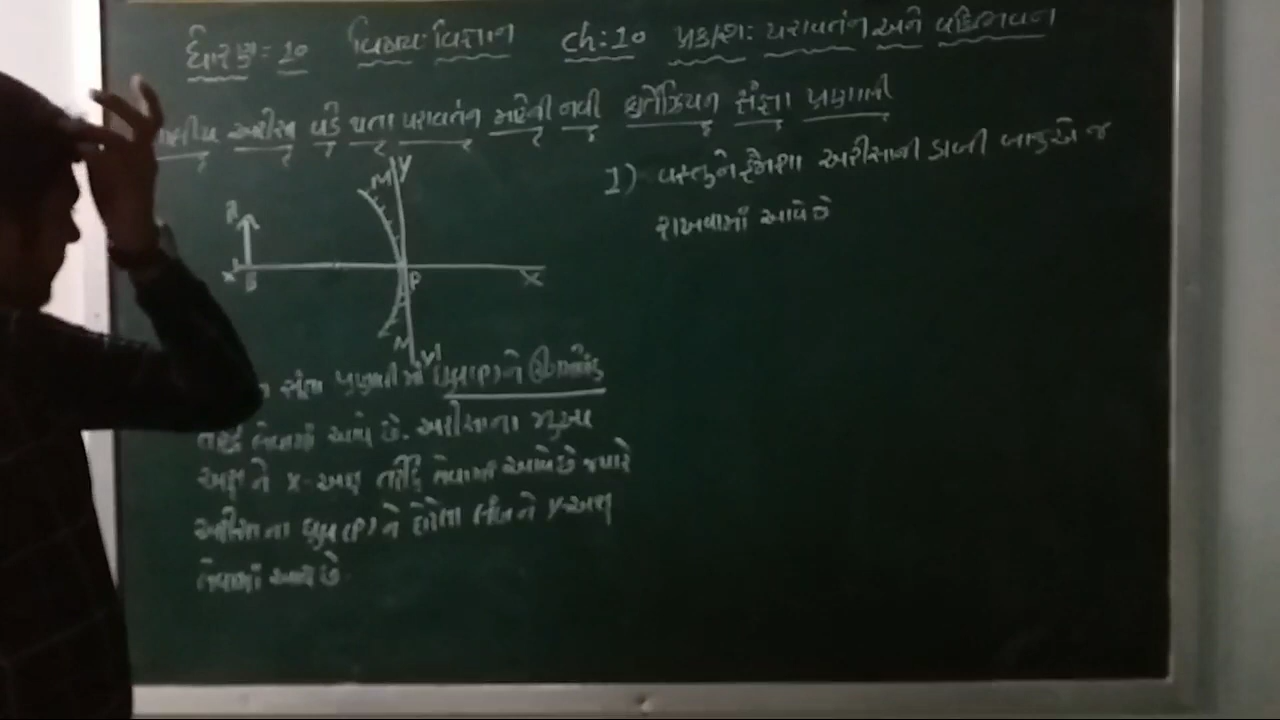 ધોરણ : 10 વિષય : વિજ્ઞાન ch : 10 પ્રકાશ : પરાવર્તન અને વક્રીભવન
અરીસા વડે થતા પરાવર્તન માટેની નવી કાર્તેઝિયન સંજ્ઞા પ્રણાલી
M Y
A
X' B P X
M'
Y'
સંજ્ઞા પ્રણાલીમાં ધ્રુવ(P)ને ઊગમબિંદુ
તરીકે લેવામાં આવે છે. અરીસાના મુખ્ય
અક્ષ ને X-અક્ષ તરીકે લેવામાં આવે છે જ્યારે
અરીસાના ધ્રુવ(P)ને લંબને Y-અક્ષ
લેવામાં આવે છે.
1) વસ્તુને હંમેશા અરીસાની ડાબી બાજુએ જ
રાખવામાં આવે છે